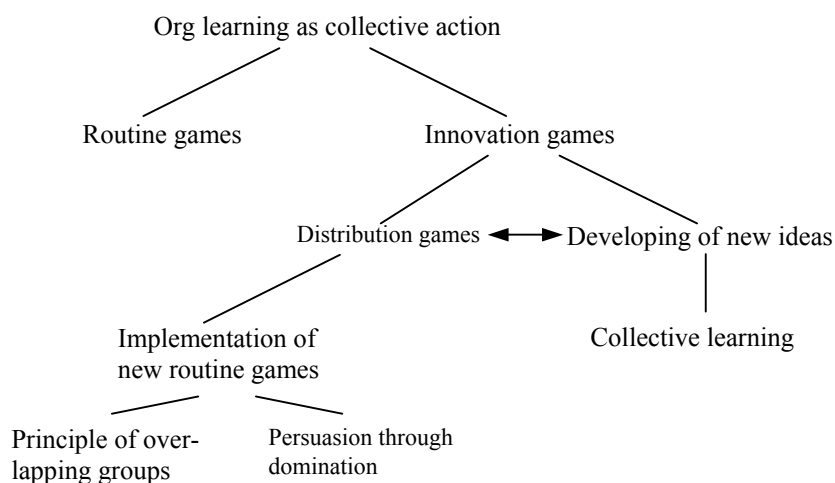 Org learning as collective action
Routine games
Innovation games
Distribution games
Developing of new ideas
Implementation of
new routine games
Collective learning
Principle of over-
lapping groups
Persuasion through
domination